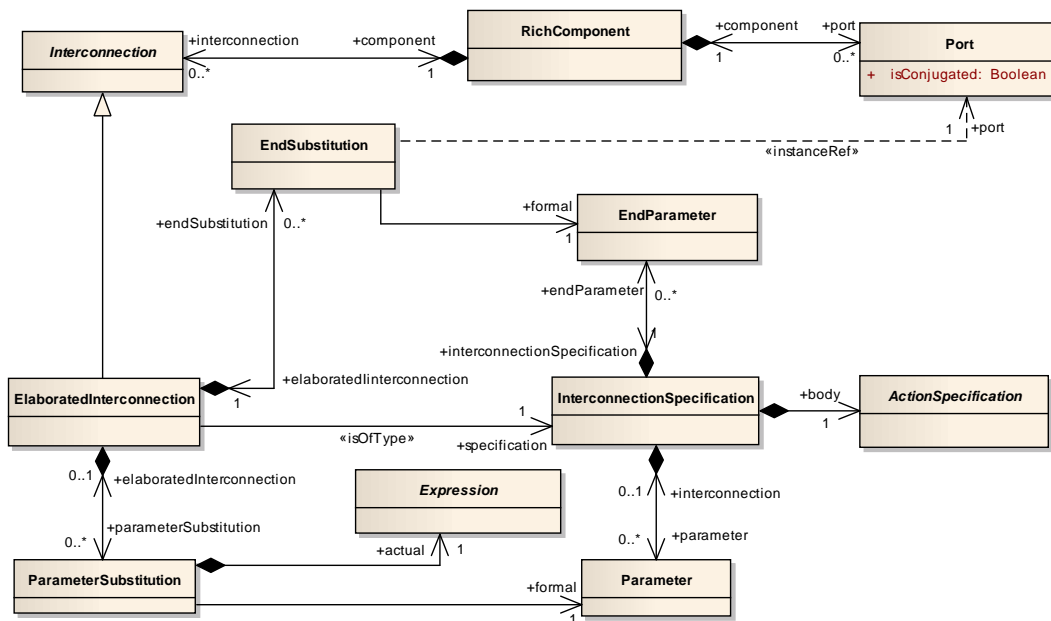 RichComponent
Interconnection
+interconnection
0..*
+component
1
+component
1
+port
0..*
Port
+ isConjugated: Boolean
EndSubstitution
1
+port
«instanceRef»
+formal
1
EndParameter
+endSubstitution
0..*
+endParameter
0..*
1
+interconnectionSpecification
ElaboratedInterconnection
+elaboratedIinterconnection
1
InterconnectionSpecification
+body
1
ActionSpecification
«isOfType»
1
+specification
0..1
+elaboratedInterconnection
Expression
0..1
+interconnection
+parameterSubstitution
0..*
+actual
1
0..*
+parameter
ParameterSubstitution
+formal
1
Parameter